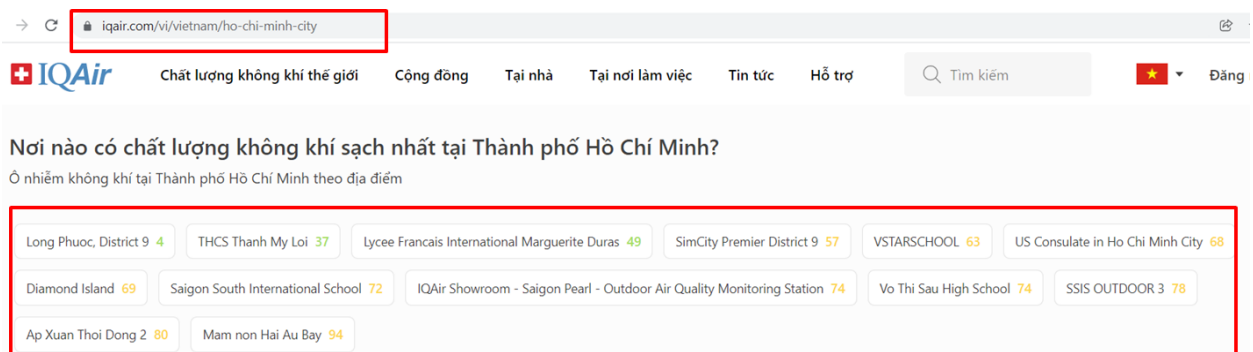 iqair.com/vi/vietnam/ho-chi-minh-city
IQAir Chất lượng không khí thế giới Cộng đồng Tại nhà Tại nơi làm việc Tin tức Hỗ trợ Tìm kiếm Đăng
Nơi nào có chất lượng không khí sạch nhất tại Thành phố Hồ Chí Minh?
Ô nhiễm không khí tại Thành phố Hồ Chí Minh theo địa điểm
Long Phuoc, District 9 4 THCS Thanh My Loi 37 Lycee Francais International Marguerite Duras 49 SimCity Premier District 9 57 VSTARSCHOOL 63 US Consulate in Ho Chi Minh City 68
Diamond Island 69 Saigon South International School 72 IQAir Showroom - Saigon Pearl - Outdoor Air Quality Monitoring Station 74 Vo Thi Sau High School 74 SSIS OUTDOOR 3 78
Ap Xuan Thoi Dong 2 80 Mam non Hai Au Bay 94